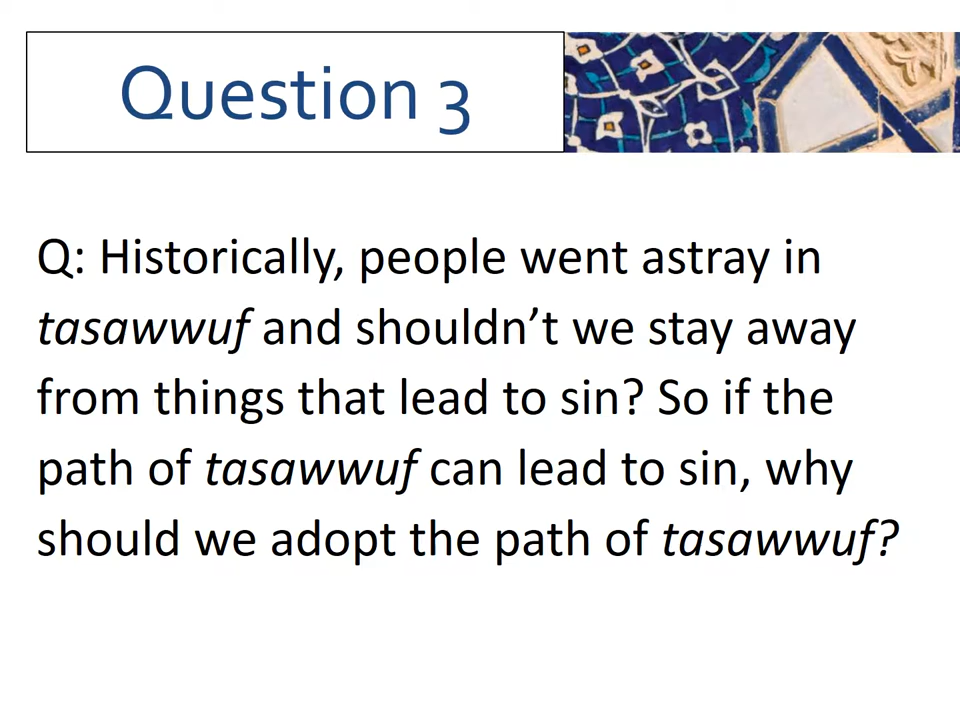 Question 3
Q: Historically, people went astray in
tasawwuf and shouldn’t we stay away
from things that lead to sin? So if the
path of tasawwuf can lead to sin, why
should we adopt the path of tasawwuf?